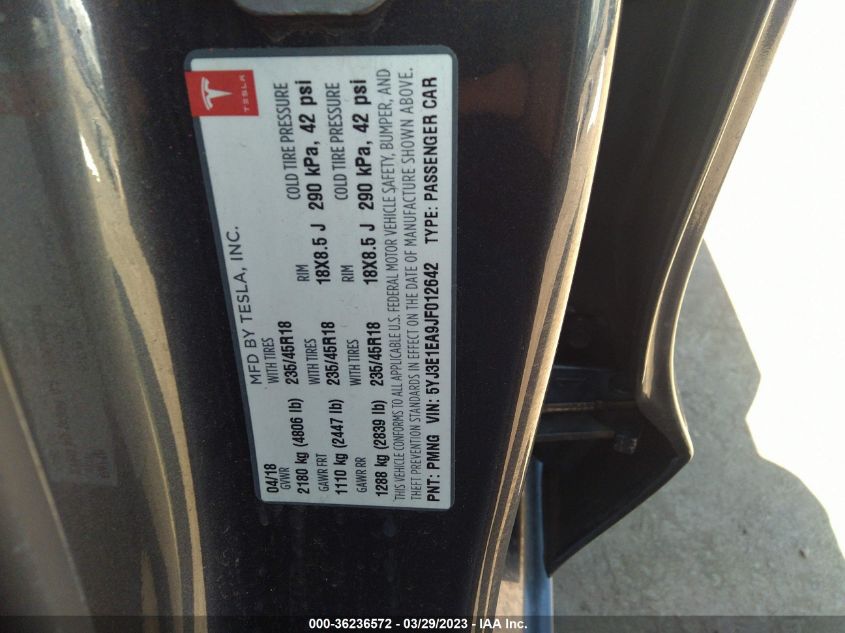 TESLA
MFD BY TESLA, INC.
04/18
GVWR WITH TIRES RIM COLD TIRE PRESSURE
2180 kg (4806 lb) 235/45R18 18X8.5 J 290 kPa, 42 psi
GAWR FRT WITH TIRES RIM COLD TIRE PRESSURE
1110 kg (2447 lb) 235/45R18 18X8.5 J 290 kPa, 42 psi
GAWR RR WITH TIRES
1288 kg (2839 lb) 235/45R18
THIS VEHICLE CONFORMS TO ALL APPLICABLE U.S. FEDERAL MOTOR VEHICLE SAFETY, BUMPER, AND
THEFT PREVENTION STANDARDS IN EFFECT ON THE DATE OF MANUFACTURE SHOWN ABOVE.
PNT: PMNG VIN: 5YJ3E1EA9JF012642 TYPE: PASSENGER CAR
000-36236572 — 03/29/2023 — IAA Inc.